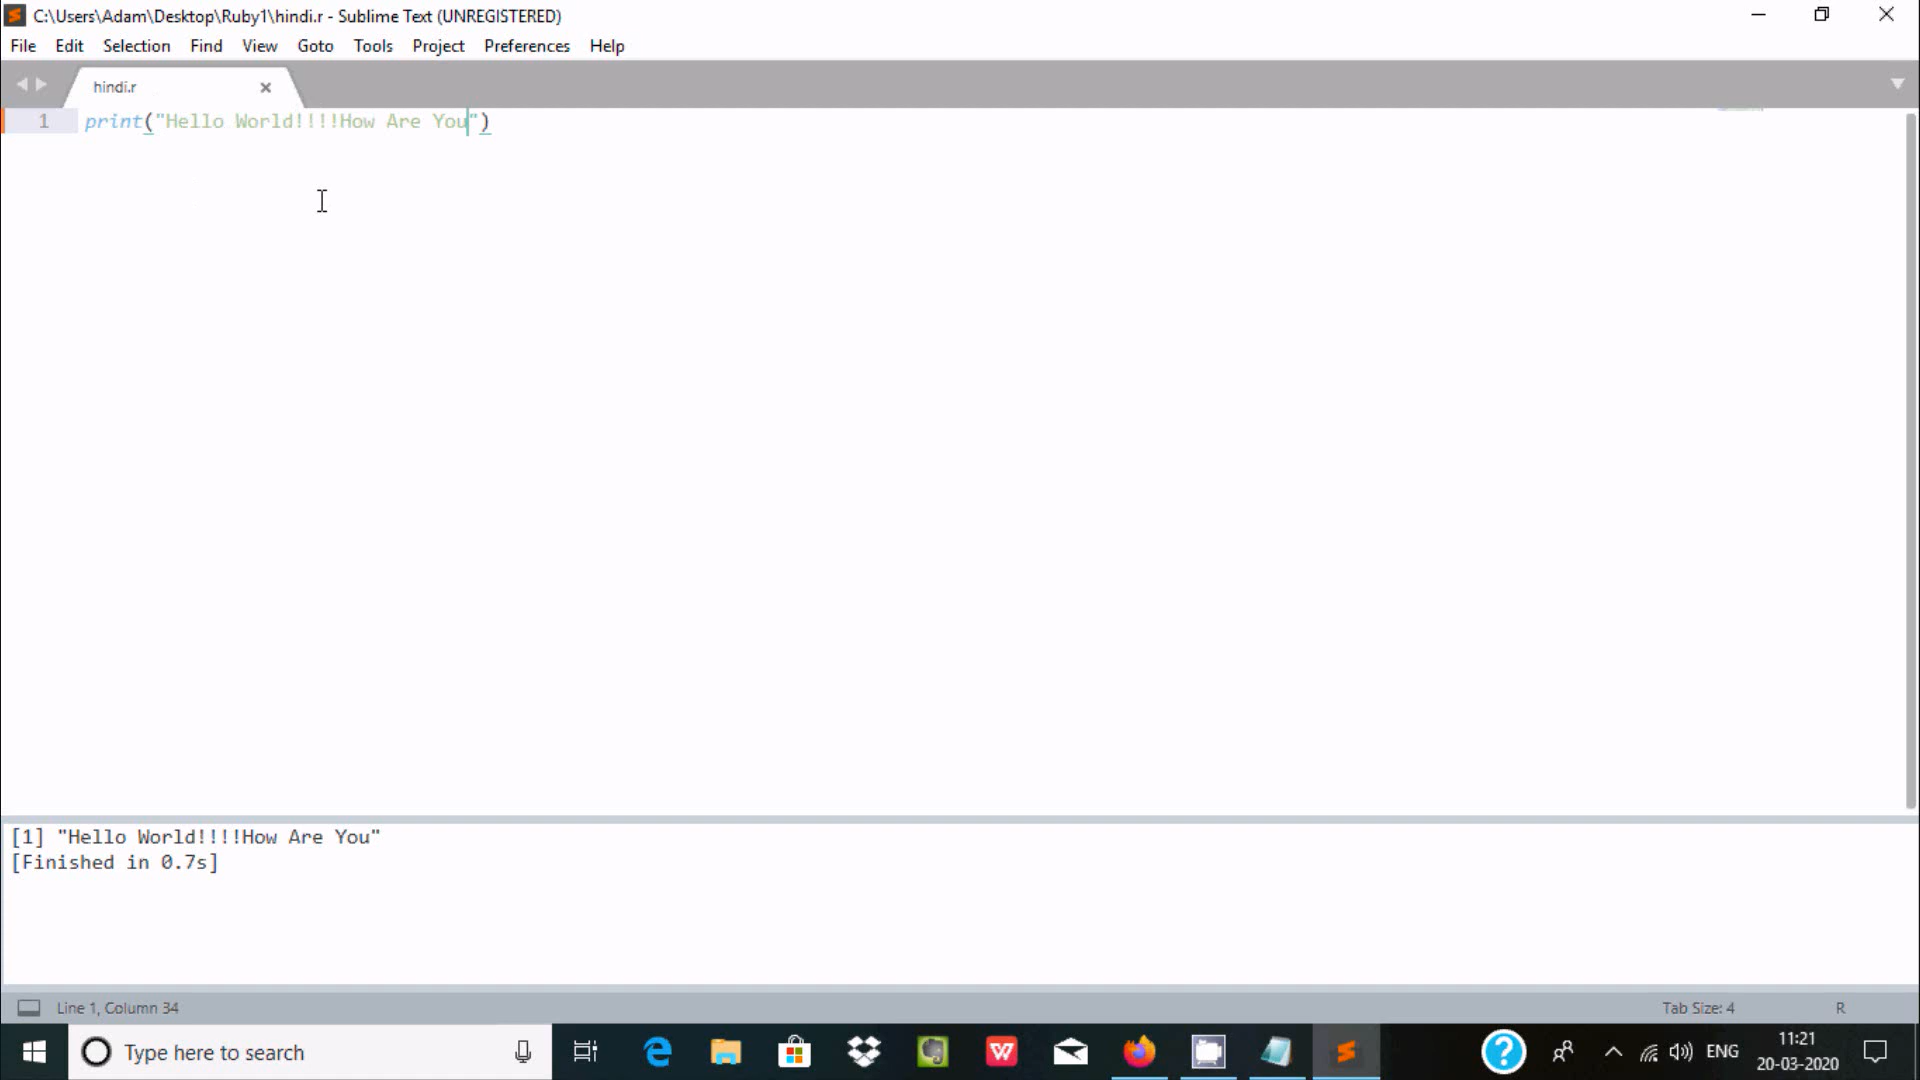 C:\Users\Adam\Desktop\Ruby1\hindi.r - Sublime Text (UNREGISTERED)
File Edit Selection Find View Goto Tools Project Preferences Help
hindi.r
1 print("Hello World!!!!How Are You")
[1] "Hello World!!!!How Are You"
[Finished in 0.7s]
Line 1, Column 34 Tab Size: 4 R
Type here to search ENG 11:21
20-03-2020